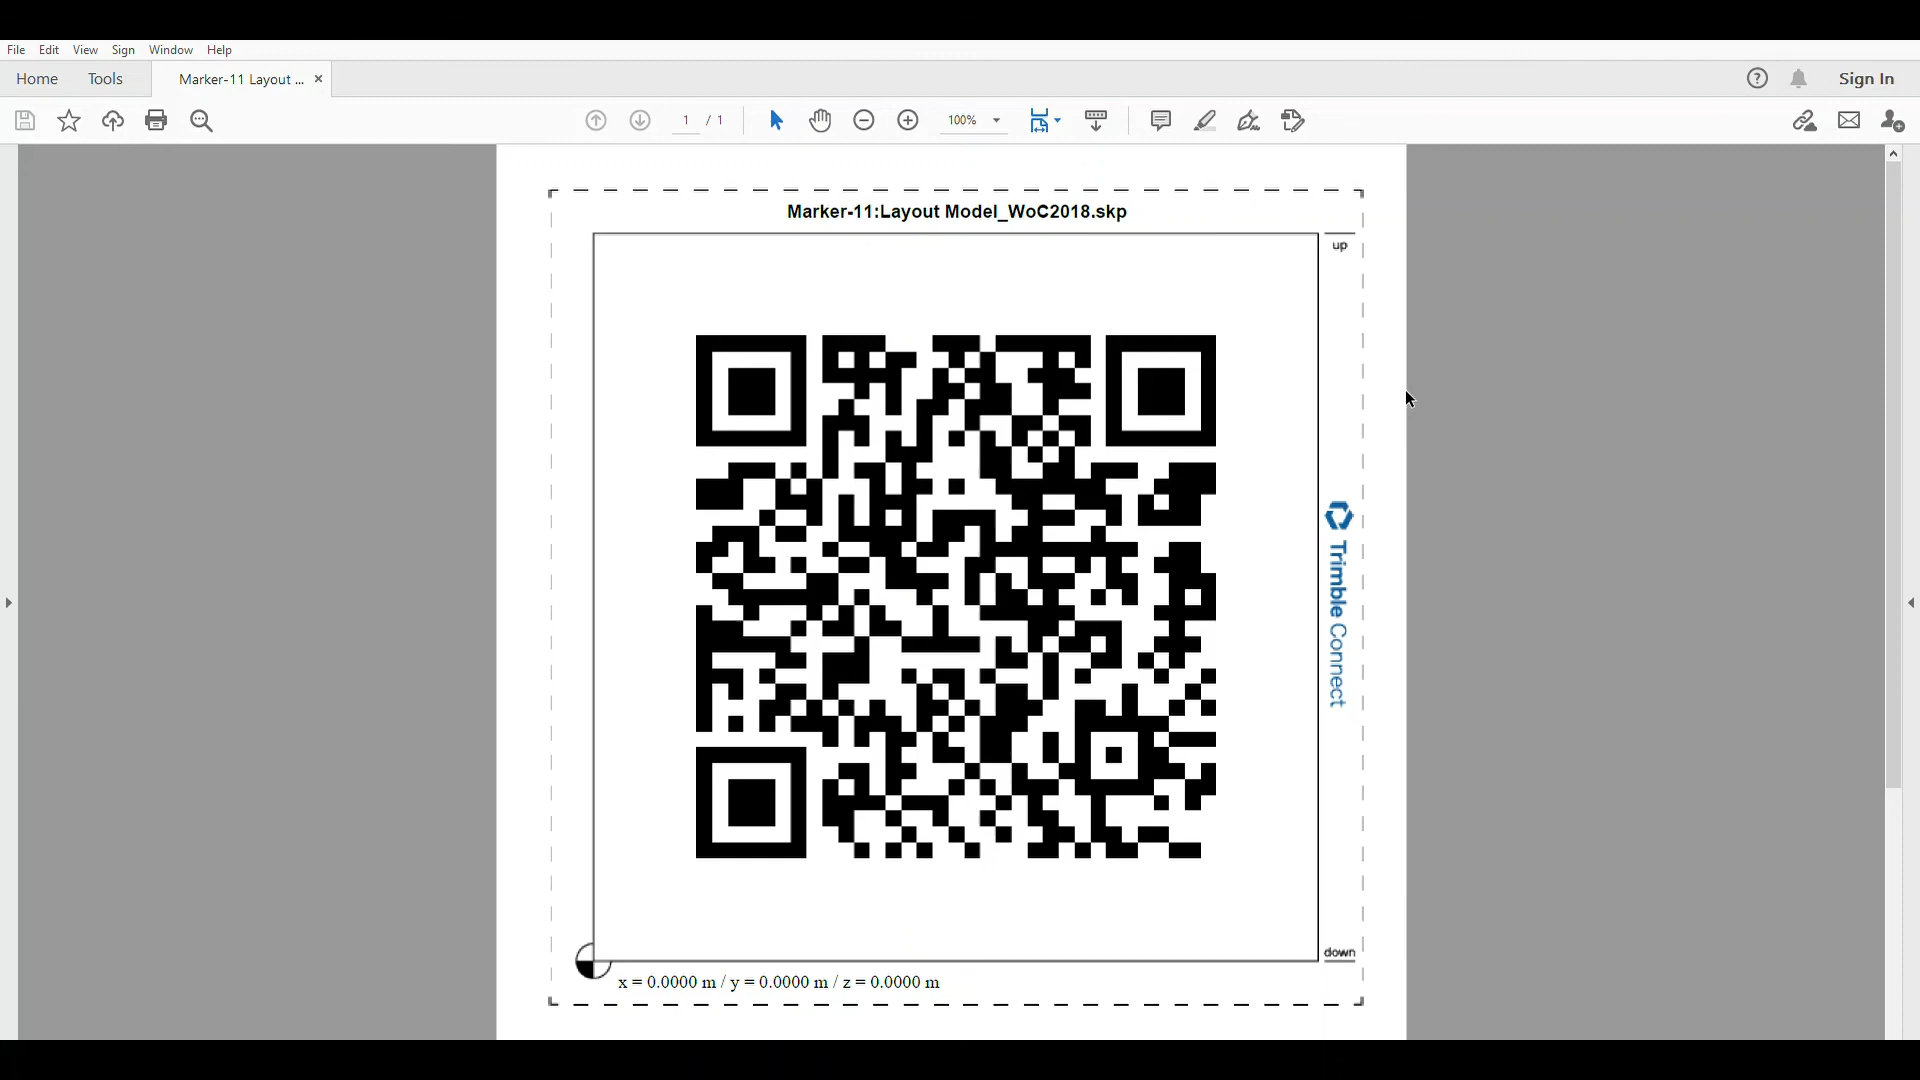 File Edit View Sign Window Help
Home Tools Marker-11 Layout ... × Sign In
1 / 1 100%
Marker-11:Layout Model_WoC2018.skp
up
Trimble Connect
down
x = 0.0000 m / y = 0.0000 m / z = 0.0000 m